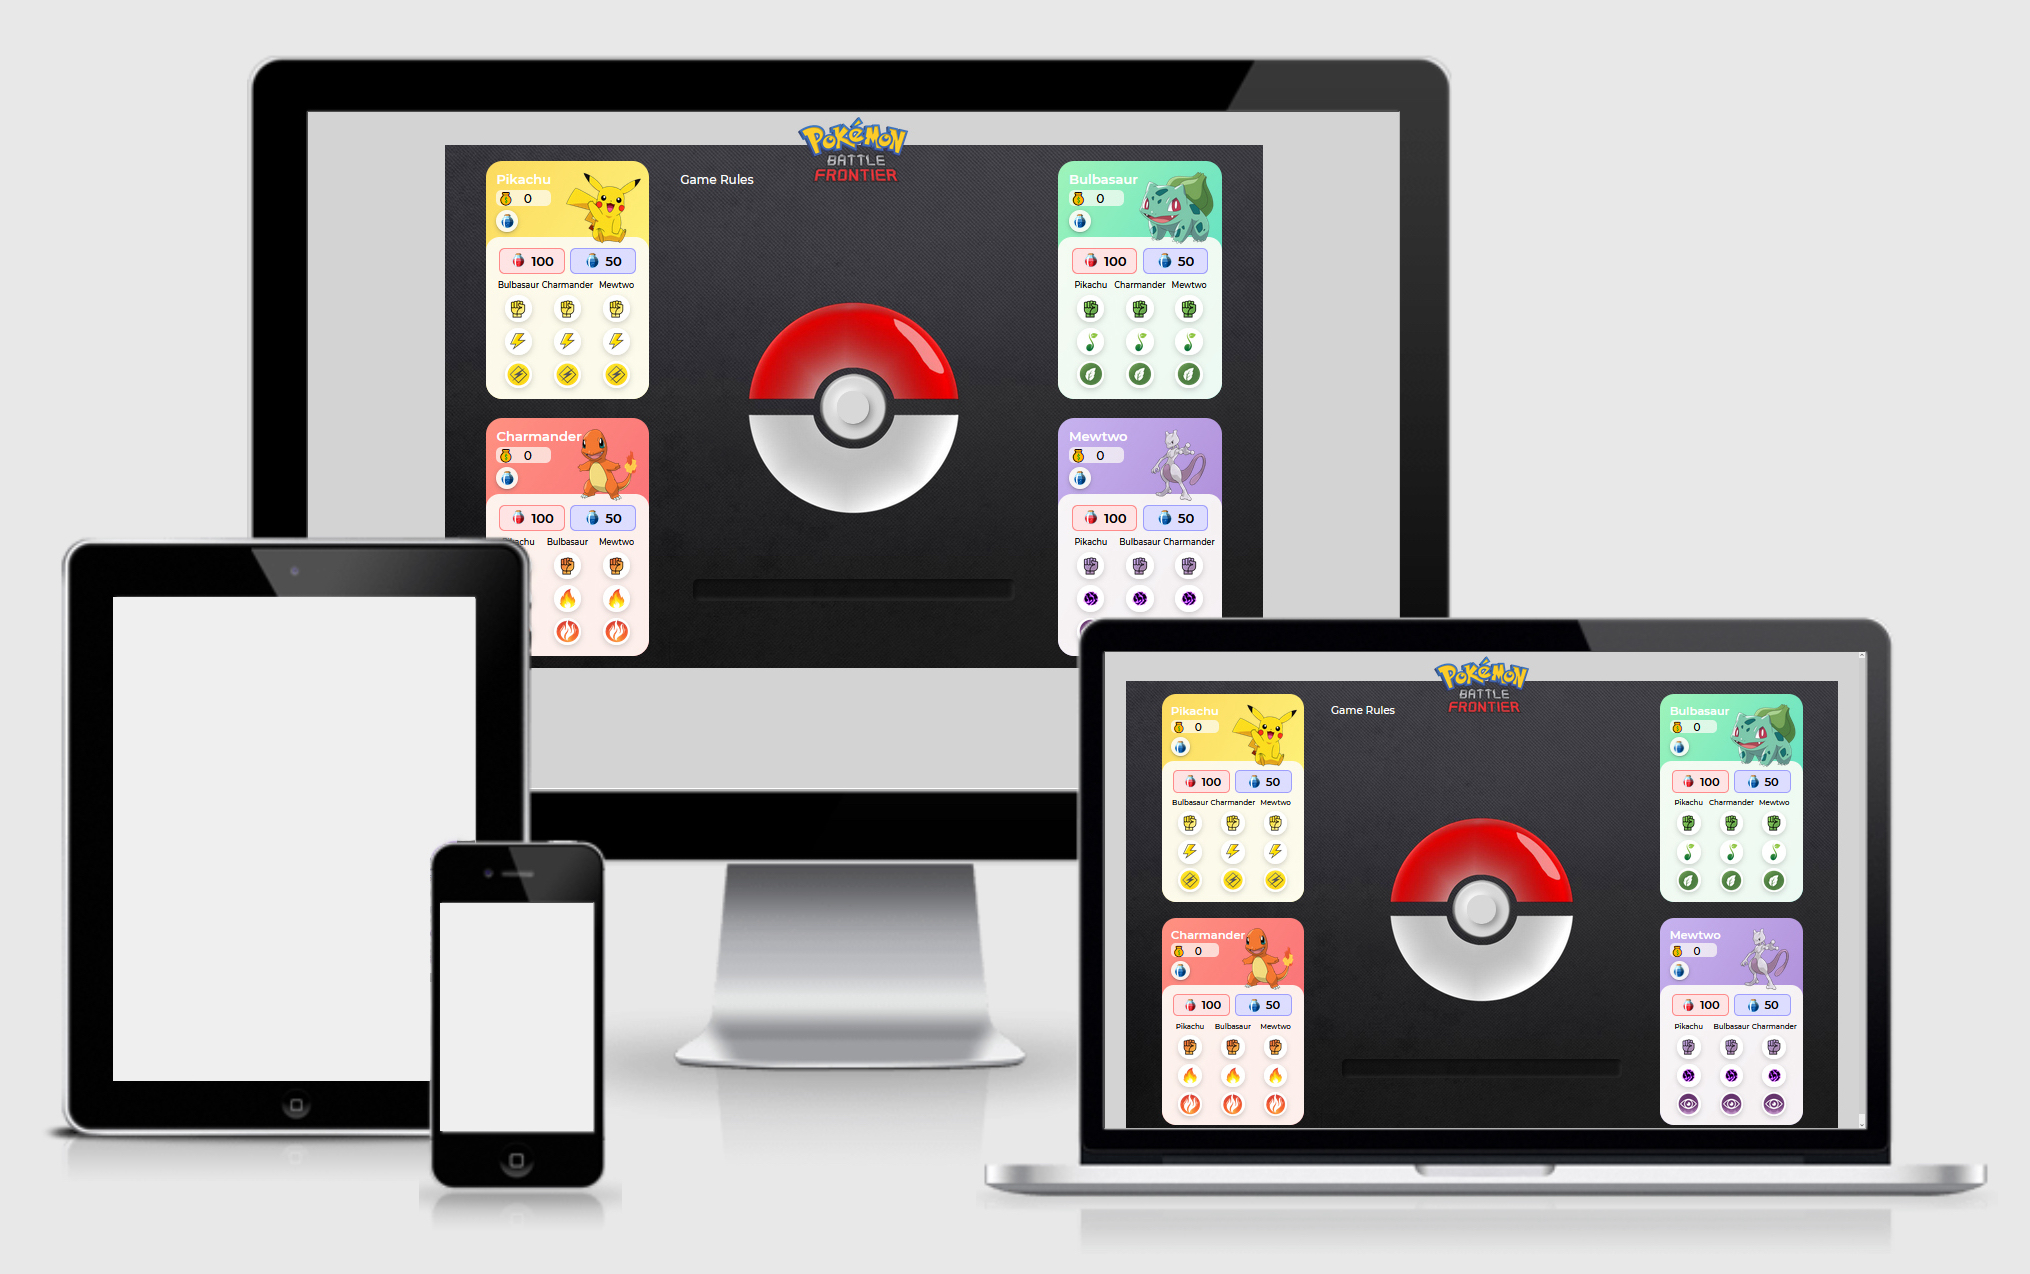 POKéMON
BATTLE
FRONTIER
Game Rules
Pikachu
0
100 50
Bulbasaur Charmander Mewtwo
Bulbasaur
0
100 50
Pikachu Charmander Mewtwo
Charmander
0
100 50
Bulbasaur Mewtwo
Mewtwo
0
100 50
Pikachu Bulbasaur Charmander
POKéMON
BATTLE
FRONTIER
Game Rules
Pikachu
0
100 50
Bulbasaur Charmander Mewtwo
Bulbasaur
0
100 50
Pikachu Charmander Mewtwo
Charmander
0
100 50
Pikachu Bulbasaur Mewtwo
Mewtwo
0
100 50
Pikachu Bulbasaur Charmander